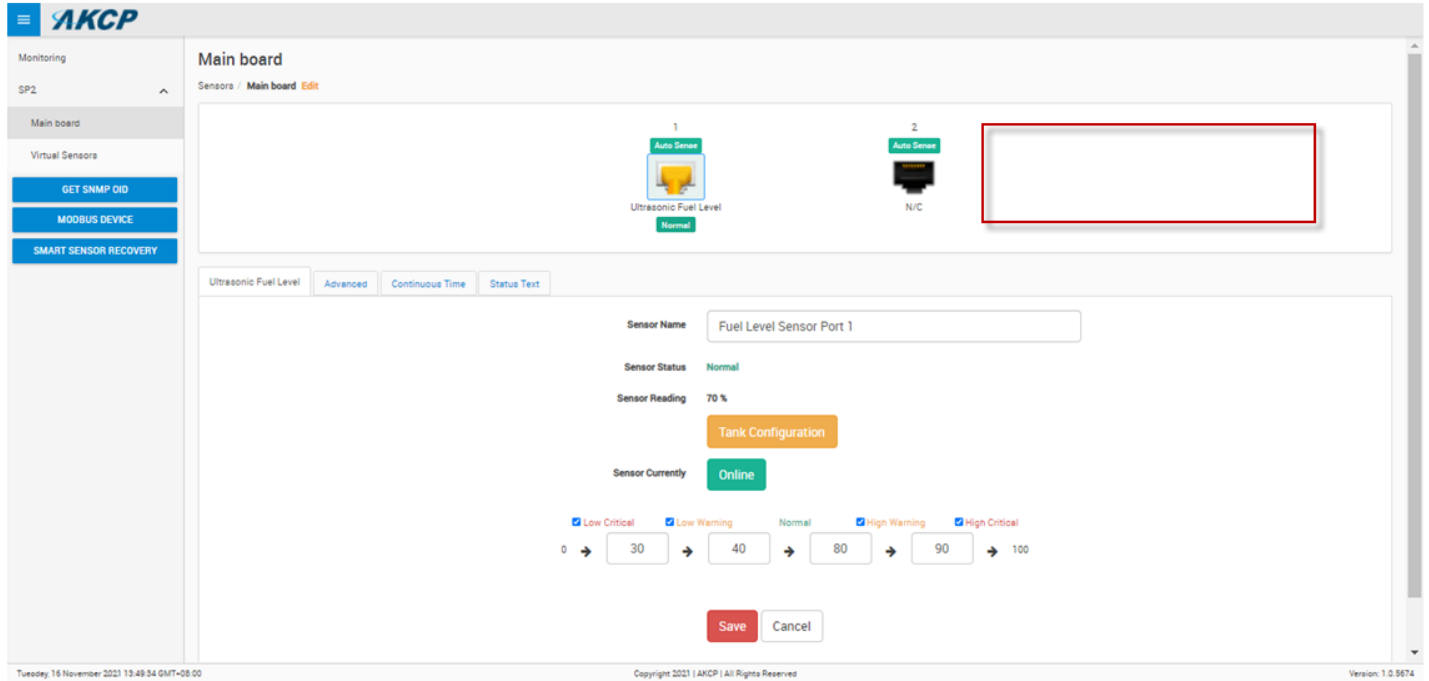 AKCP
Monitoring
SP2
Main board
Virtual Sensors
GET SNMP OID
MODBUS DEVICE
SMART SENSOR RECOVERY
Main board
Sensors / Main board Edit
1 2
Auto Sense Auto Sense
Ultrasonic Fuel Level N/C
Normal
Ultrasonic Fuel Level Advanced Continuous Time Status Text
Sensor Name Fuel Level Sensor Port 1
Sensor Status Normal
Sensor Reading 70 %
Tank Configuration
Sensor Currently Online
Low Critical Low Warning Normal High Warning High Critical
0 30 40 80 90 100
Save Cancel
Tuesday, 16 November 2021 13:49:34 GMT+08:00 Copyright 2021 | AKCP | All Rights Reserved Version: 1.0.5674